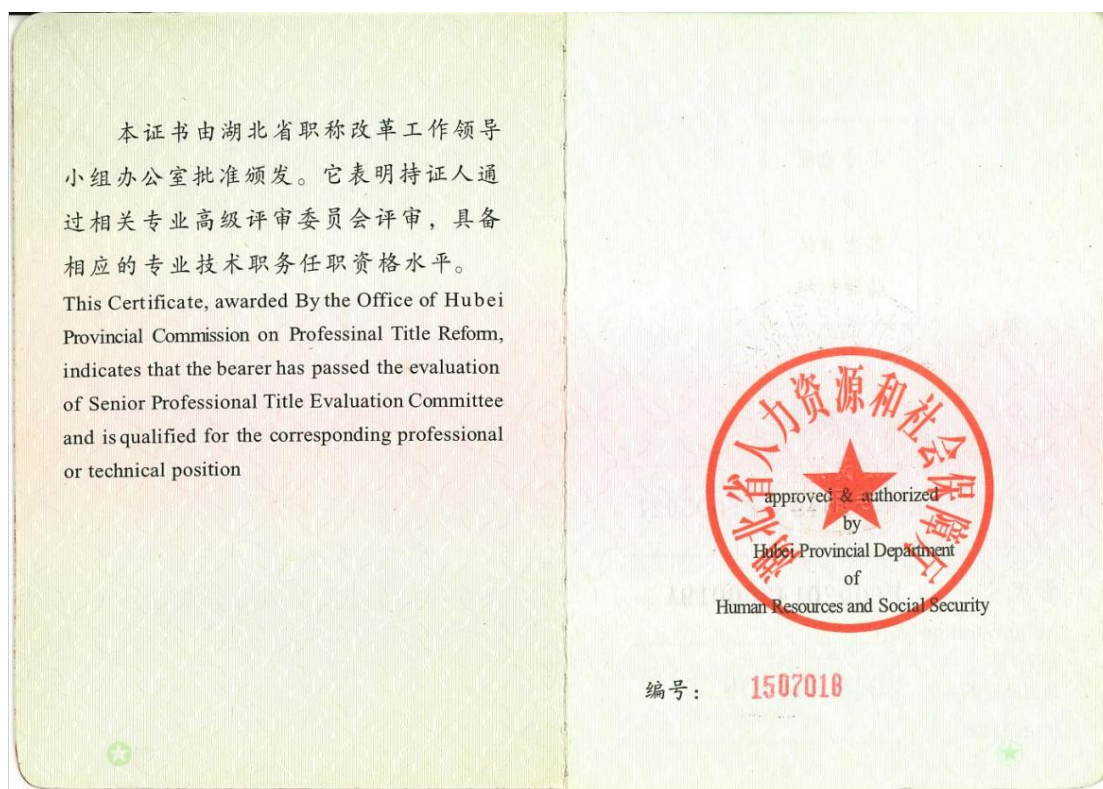 本证书由湖北省职称改革工作领导
小组办公室批准颁发。它表明持证人通
过相关专业高级评审委员会评审，具备
相应的专业技术职务任职资格水平。
This Certificate, awarded By the Office of Hubei
Provincial Commission on Professinal Title Reform,
indicates that the bearer has passed the evaluation
of Senior Professional Title Evaluation Committee
and is qualified for the corresponding professional
or technical position
湖北省人力资源和社会保障厅
approved & authorized
by
Hubei Provincial Department
of
Human Resources and Social Security
编号： 1507018